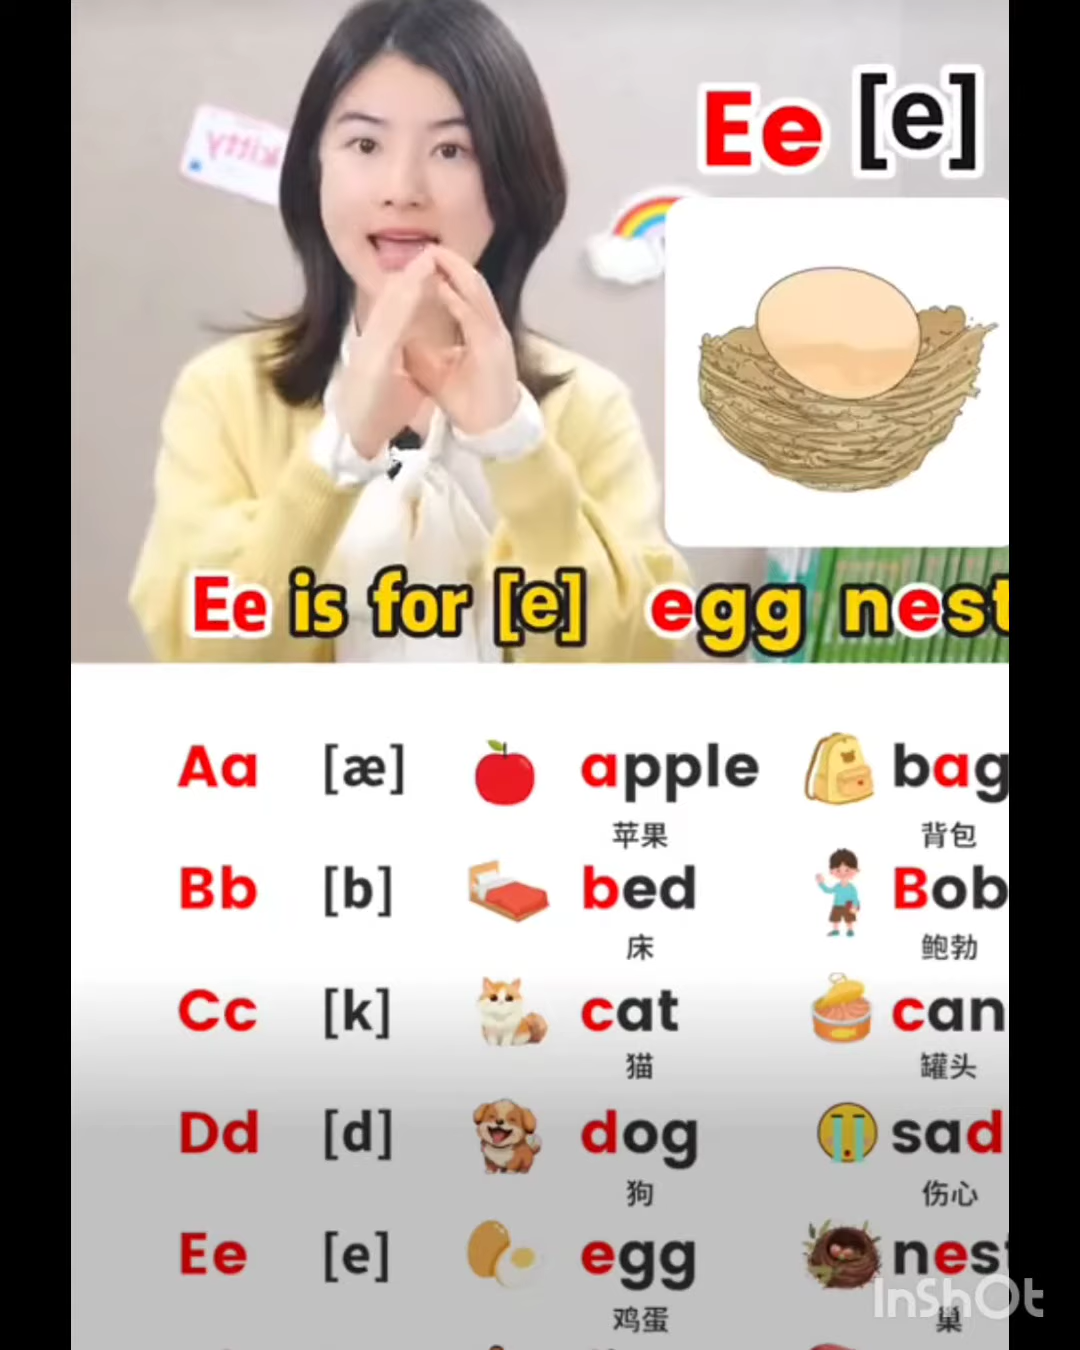 Kitty
Ee [e]
Ee is for [e] egg nest
Aa [æ] apple bag
苹果 背包
Bb [b] bed Bob
床 鲍勃
Cc [k] cat can
猫 罐头
Dd [d] dog sad
狗 伤心
Ee [e] egg nest
鸡蛋 巢
InShOt